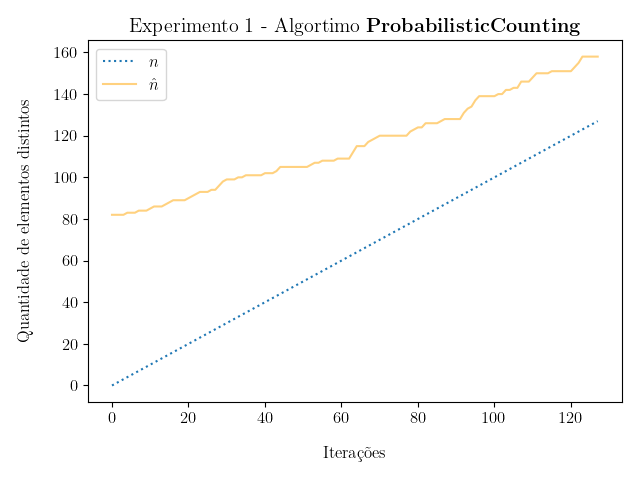 Experimento 1 - Algortimo ProbabilisticCounting
n
n̂
160
140
120
100
80
60
40
20
0
Quantidade de elementos distintos
0 20 40 60 80 100 120
Iterações